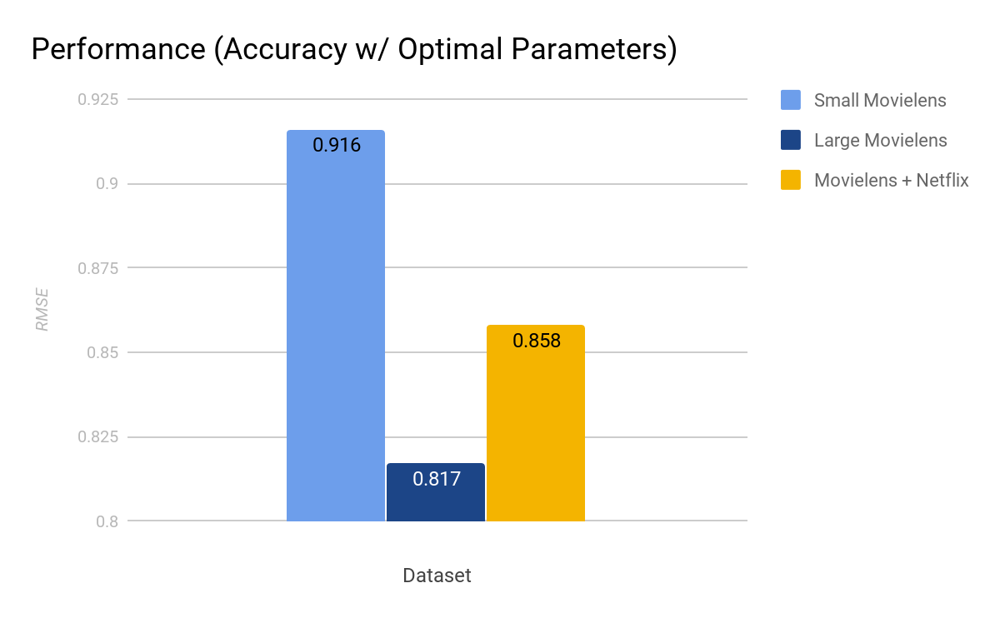 Performance (Accuracy w/ Optimal Parameters)
0.925
0.9
0.875
0.85
0.825
0.8
RMSE
0.916
0.817
0.858
Dataset
Small Movielens
Large Movielens
Movielens + Netflix